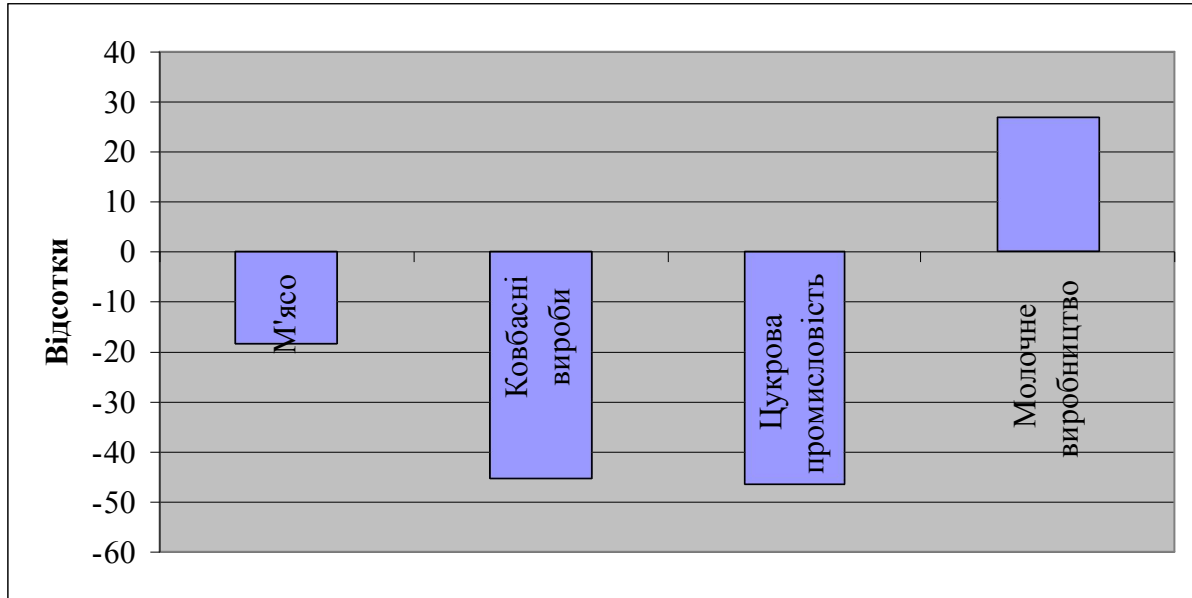 Відсотки
40
30
20
10
0
-10
-20
-30
-40
-50
-60
М'ясо
Ковбасні
вироби
Цукрова
промисловість
Молочне
виробництво